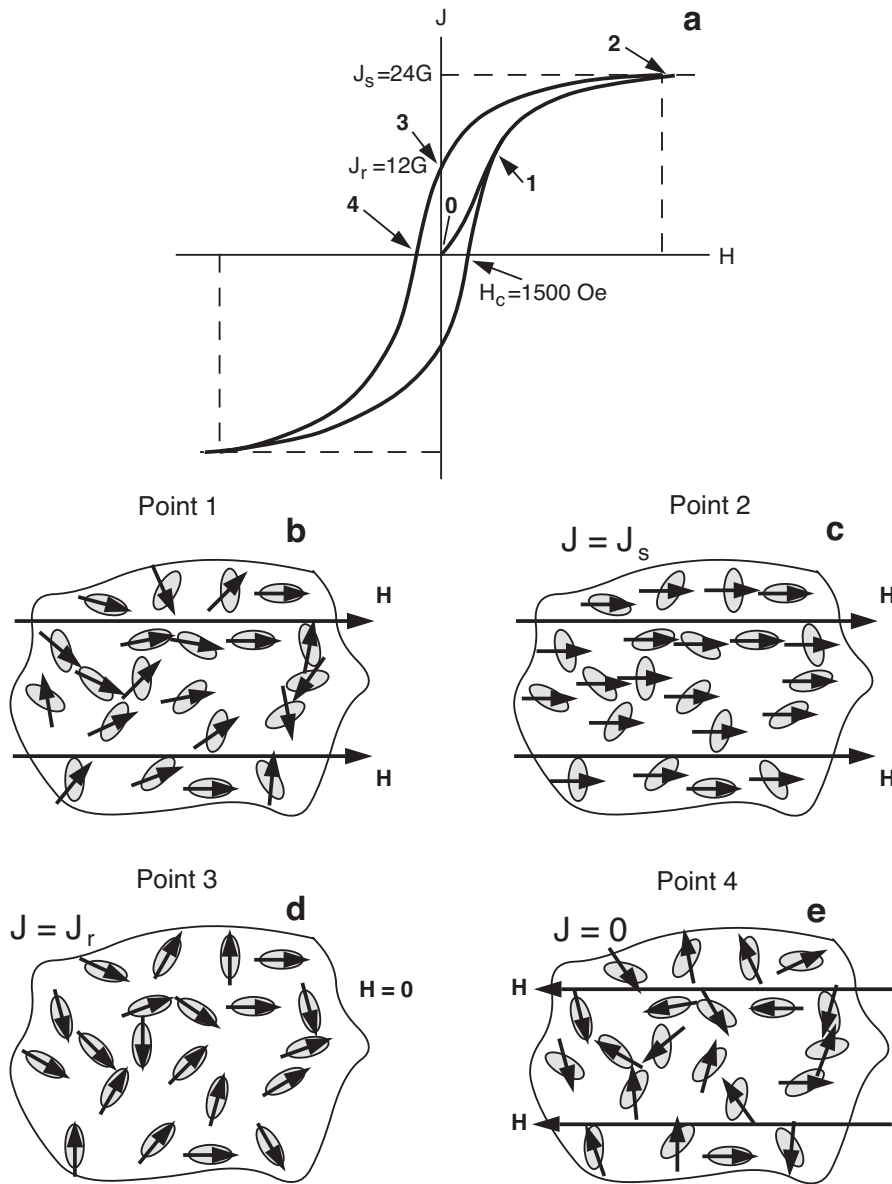 J
a
2
J_s =24G
3
J_r =12G
1
4
0
H
H_c=1500 Oe
Point 1
b
H
H
Point 2
c
J = J_s
H
H
Point 3
d
J = J_r
H = 0
Point 4
e
J = 0
H
H